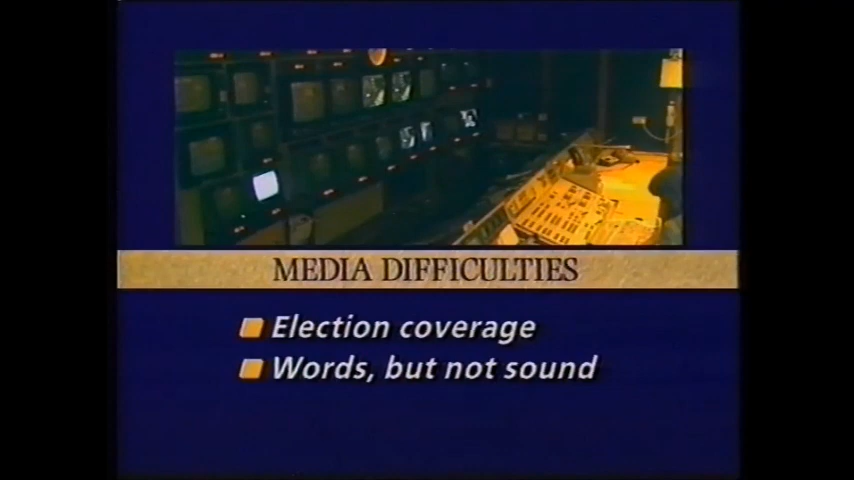 MEDIA DIFFICULTIES
Election coverage
Words, but not sound